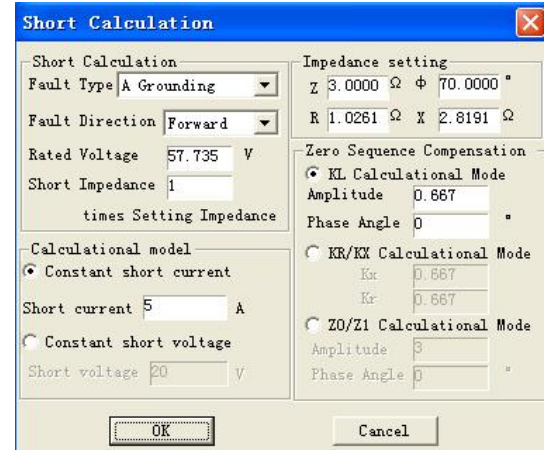 Short Calculation
Short Calculation
Fault Type A Grounding
Fault Direction Forward
Rated Voltage 57.735 V
Short Impedance 1
times Setting Impedance
Calculational model
Constant short current
Short current 5 A
Constant short voltage
Short voltage 20 V
Impedance setting
Z 3.0000 Ω φ 70.0000 °
R 1.0261 Ω X 2.8191 Ω
Zero Sequence Compensation
KL Calculational Mode
Amplitude 0.667
Phase Angle 0 °
KR/KX Calculational Mode
Kx 0.667
Kr 0.667
Z0/Z1 Calculational Mode
Amplitude 3
Phase Angle 0 °
OK
Cancel